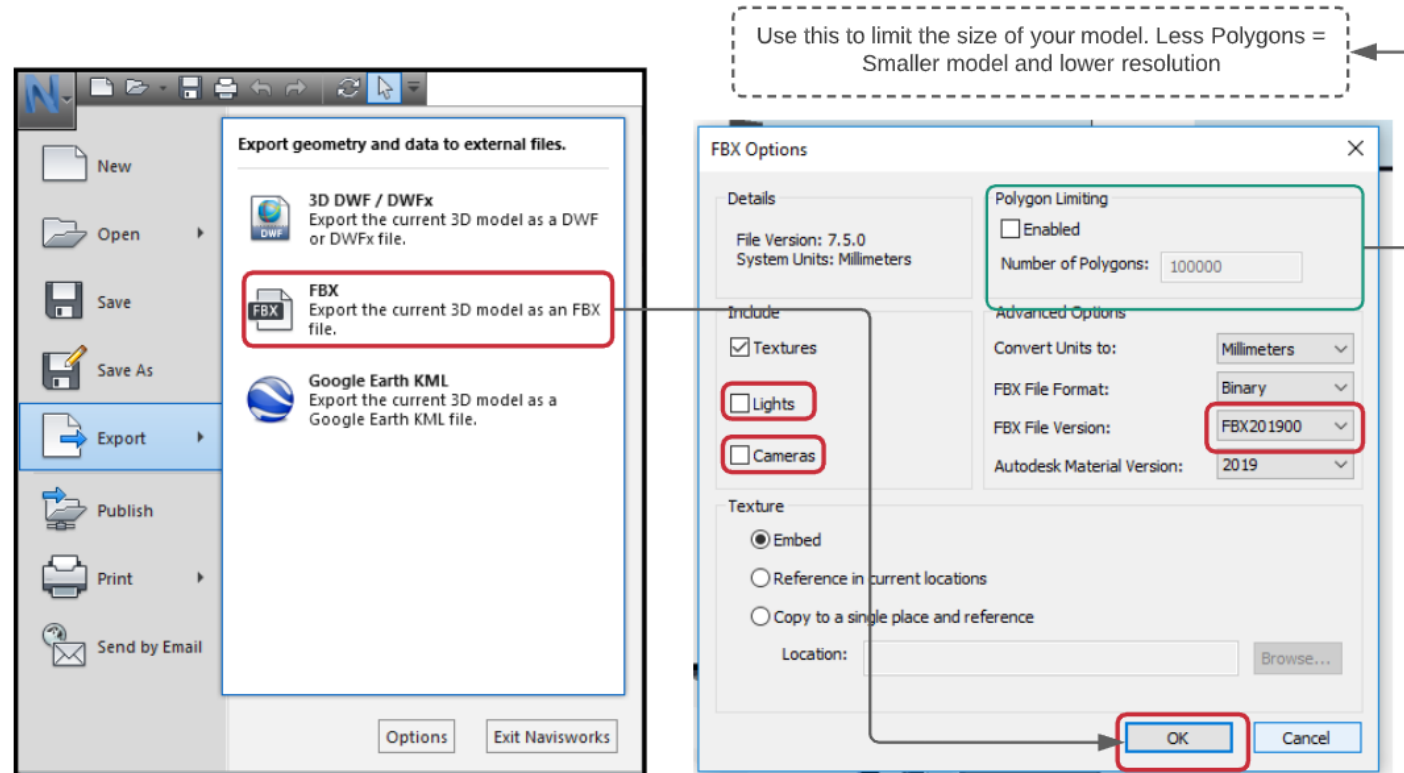 Use this to limit the size of your model. Less Polygons =
Smaller model and lower resolution
N
New
Open
Save
Save As
Export
Publish
Print
Send by Email
Export geometry and data to external files.
3D DWF / DWFx
Export the current 3D model as a DWF
or DWFx file.
DWF
FBX
Export the current 3D model as an FBX
file.
FBX
Google Earth KML
Export the current 3D model as a
Google Earth KML file.
Options
Exit Navisworks
FBX Options
Details
File Version: 7.5.0
System Units: Millimeters
Polygon Limiting
Enabled
Number of Polygons: 100000
Include
Textures
Lights
Cameras
Advanced Options
Convert Units to: Millimeters
FBX File Format: Binary
FBX File Version: FBX201900
Autodesk Material Version: 2019
Texture
Embed
Reference in current locations
Copy to a single place and reference
Location:
Browse...
OK
Cancel